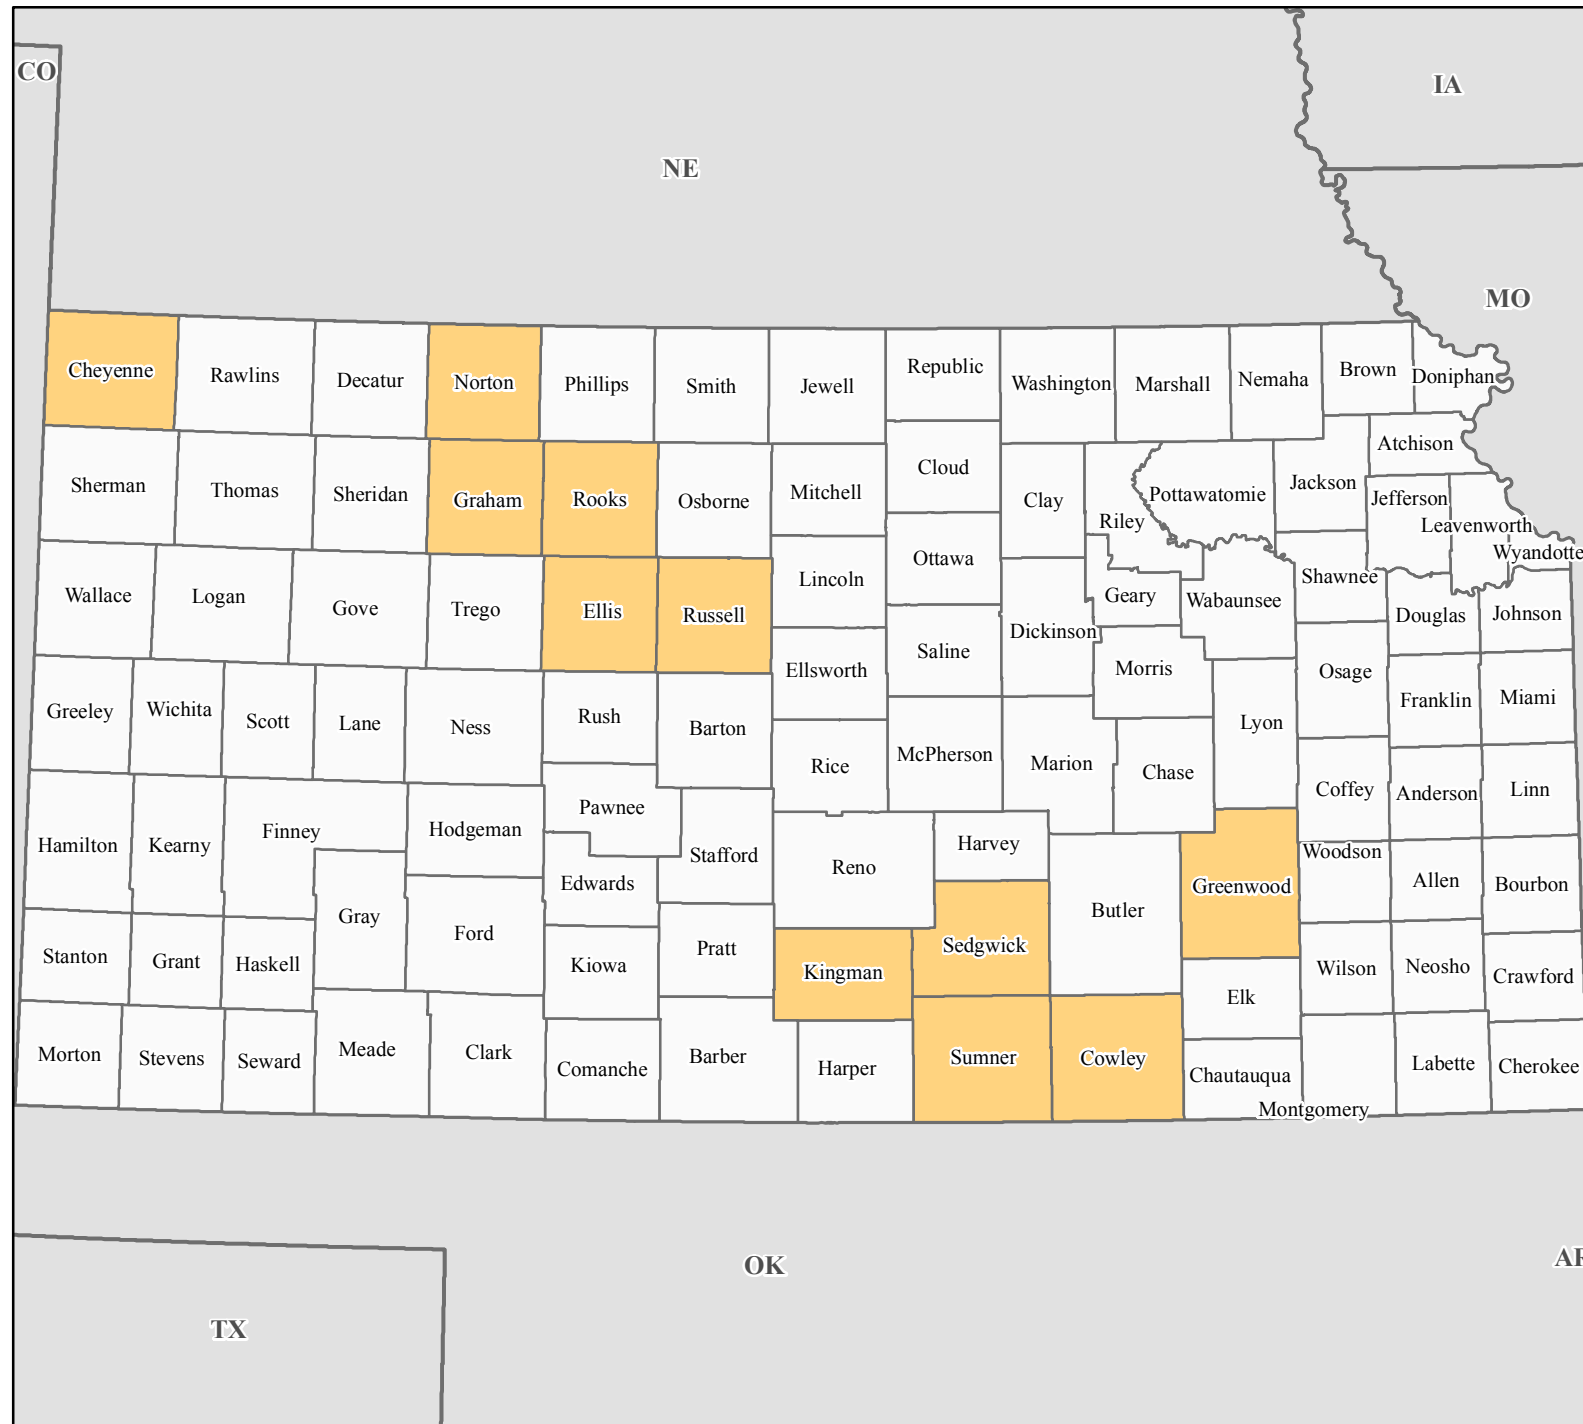 CO
IA
NE
MO
Cheyenne
Rawlins
Decatur
Norton
Phillips
Smith
Jewell
Republic
Washington
Marshall
Nemaha
Brown
Doniphan
Atchison
Sherman
Thomas
Sheridan
Graham
Rooks
Osborne
Mitchell
Cloud
Clay
Riley
Pottawatomie
Jackson
Jefferson
Leavenworth
Wyandotte
Wallace
Logan
Gove
Trego
Ellis
Russell
Lincoln
Ottawa
Dickinson
Geary
Wabaunsee
Shawnee
Douglas
Johnson
Ellsworth
Saline
Morris
Osage
Franklin
Miami
Greeley
Wichita
Scott
Lane
Ness
Rush
Barton
Rice
McPherson
Marion
Chase
Lyon
Coffey
Anderson
Linn
Hamilton
Kearny
Finney
Hodgeman
Pawnee
Stafford
Reno
Harvey
Butler
Greenwood
Woodson
Allen
Bourbon
Gray
Ford
Edwards
Stanton
Grant
Haskell
Kiowa
Pratt
Kingman
Sedgwick
Elk
Wilson
Neosho
Crawford
Morton
Stevens
Seward
Meade
Clark
Comanche
Barber
Harper
Sumner
Cowley
Chautauqua
Montgomery
Labette
Cherokee
OK
AR
TX